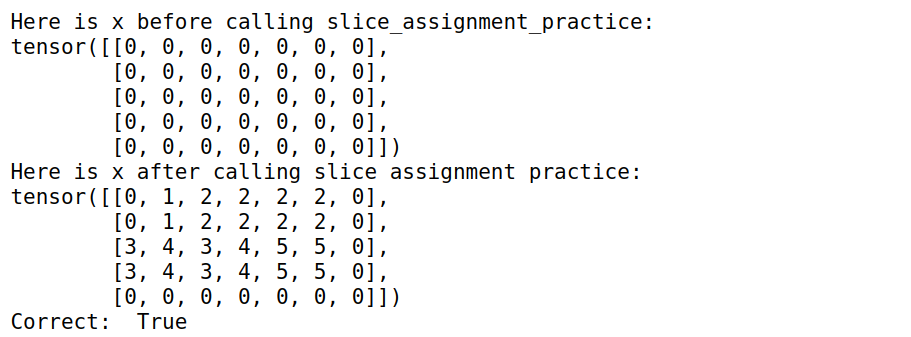 Here is x before calling slice_assignment_practice:
tensor([[0, 0, 0, 0, 0, 0, 0],
        [0, 0, 0, 0, 0, 0, 0],
        [0, 0, 0, 0, 0, 0, 0],
        [0, 0, 0, 0, 0, 0, 0],
        [0, 0, 0, 0, 0, 0, 0]])
Here is x after calling slice assignment practice:
tensor([[0, 1, 2, 2, 2, 2, 0],
        [0, 1, 2, 2, 2, 2, 0],
        [3, 4, 3, 4, 5, 5, 0],
        [3, 4, 3, 4, 5, 5, 0],
        [0, 0, 0, 0, 0, 0, 0]])
Correct:  True